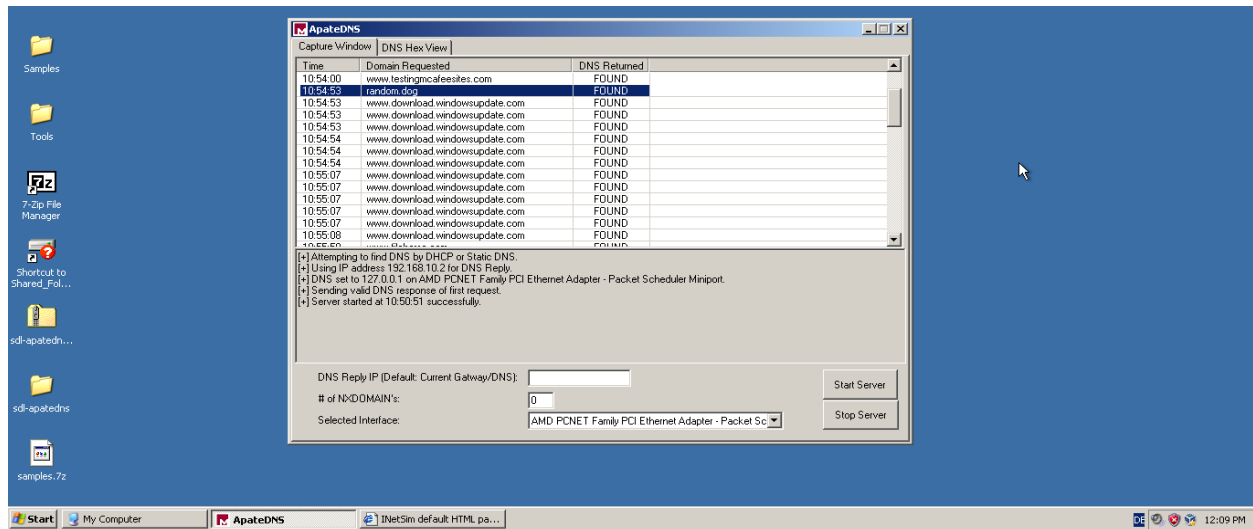 Samples
Tools
7-Zip File
Manager
Shortcut to
Shared_Fol...
sdl-apatedn...
sdl-apatedns
samples.7z
ApateDNS
Capture Window DNS Hex View
Time Domain Requested DNS Returned
10:54:00 www.testingmcafeesites.com FOUND
10:54:53 random.dog FOUND
10:54:53 www.download.windowsupdate.com FOUND
10:54:53 www.download.windowsupdate.com FOUND
10:54:53 www.download.windowsupdate.com FOUND
10:54:54 www.download.windowsupdate.com FOUND
10:54:54 www.download.windowsupdate.com FOUND
10:54:54 www.download.windowsupdate.com FOUND
10:55:07 www.download.windowsupdate.com FOUND
10:55:07 www.download.windowsupdate.com FOUND
10:55:07 www.download.windowsupdate.com FOUND
10:55:07 www.download.windowsupdate.com FOUND
10:55:07 www.download.windowsupdate.com FOUND
10:55:08 www.download.windowsupdate.com FOUND
FOUND
[+] Attempting to find DNS by DHCP or Static DNS.
[+] Using IP address 192.168.10.2 for DNS Reply.
[+] DNS set to 127.0.0.1 on AMD PCNET Family PCI Ethernet Adapter - Packet Scheduler Miniport.
[+] Sending valid DNS response of first request.
[+] Server started at 10:50:51 successfully.
DNS Reply IP (Default: Current Gatway/DNS):
# of NXDOMAIN's: 0
Selected Interface: AMD PCNET Family PCI Ethernet Adapter - Packet Sc
Start Server
Stop Server
Start My Computer ApateDNS INetSim default HTML pa... DE 12:09 PM